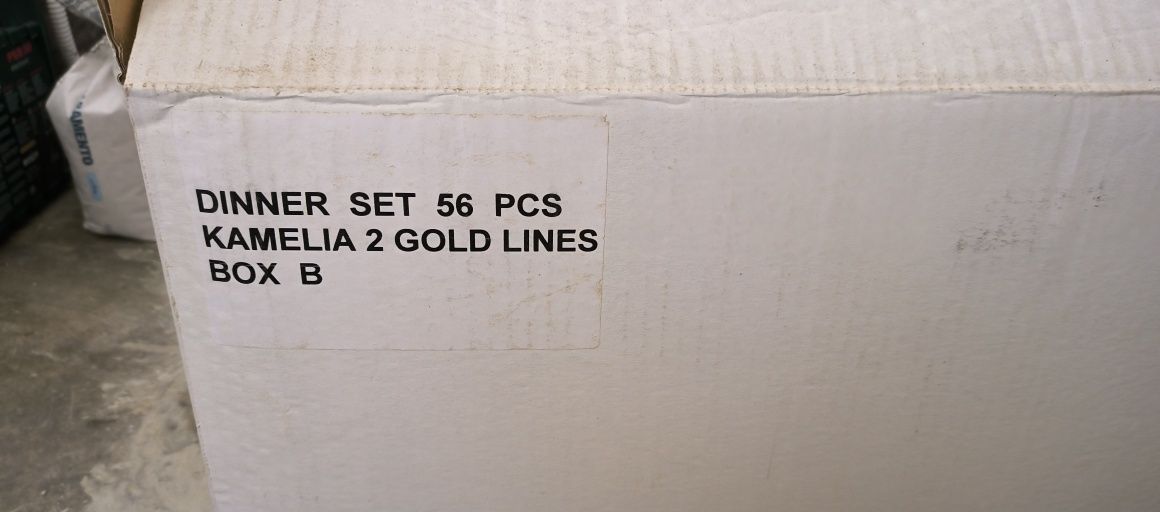 DINNER SET 56 PCS
KAMELIA 2 GOLD LINES
BOX B